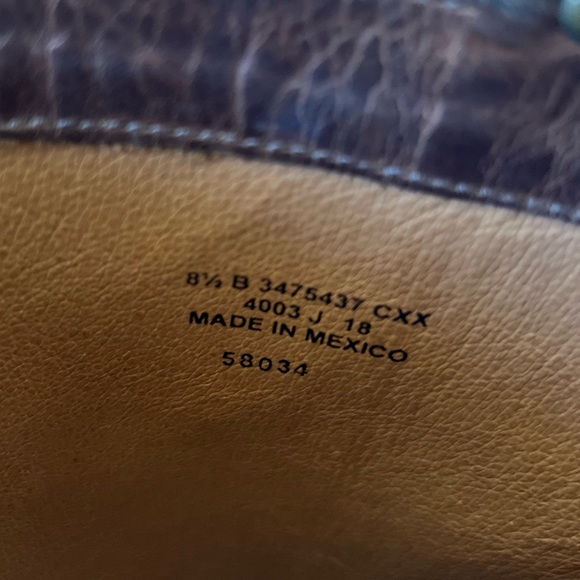 8½ B 3475437 CXX
4003 J 18
MADE IN MEXICO
58034